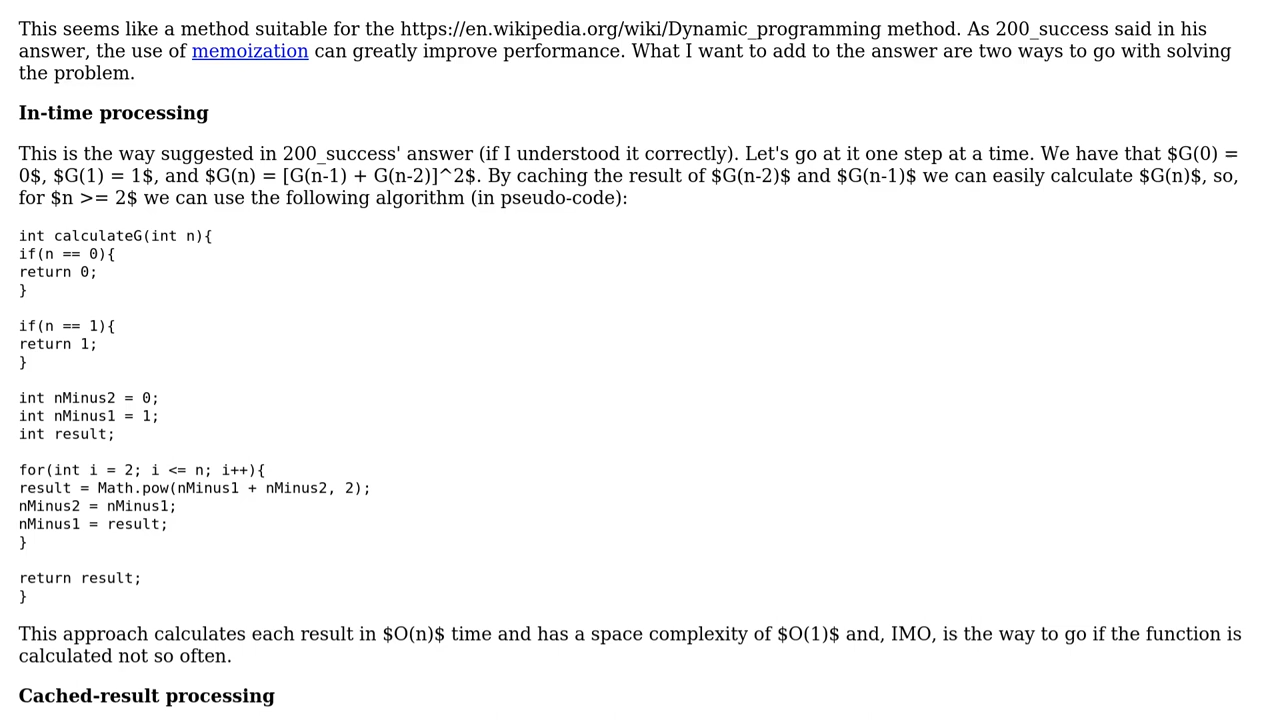 This seems like a method suitable for the https://en.wikipedia.org/wiki/Dynamic_programming method. As 200_success said in his
answer, the use of memoization can greatly improve performance. What I want to add to the answer are two ways to go with solving
the problem.
In-time processing
This is the way suggested in 200_success' answer (if I understood it correctly). Let's go at it one step at a time. We have that $G(0) =
0$, $G(1) = 1$, and $G(n) = [G(n-1) + G(n-2)]^2$. By caching the result of $G(n-2)$ and $G(n-1)$ we can easily calculate $G(n)$, so,
for $n >= 2$ we can use the following algorithm (in pseudo-code):
int calculateG(int n){
if(n == 0){
return 0;
}
if(n == 1){
return 1;
}
int nMinus2 = 0;
int nMinus1 = 1;
int result;
for(int i = 2; i <= n; i++){
result = Math.pow(nMinus1 + nMinus2, 2);
nMinus2 = nMinus1;
nMinus1 = result;
}
return result;
}
This approach calculates each result in $O(n)$ time and has a space complexity of $O(1)$ and, IMO, is the way to go if the function is
calculated not so often.
Cached-result processing